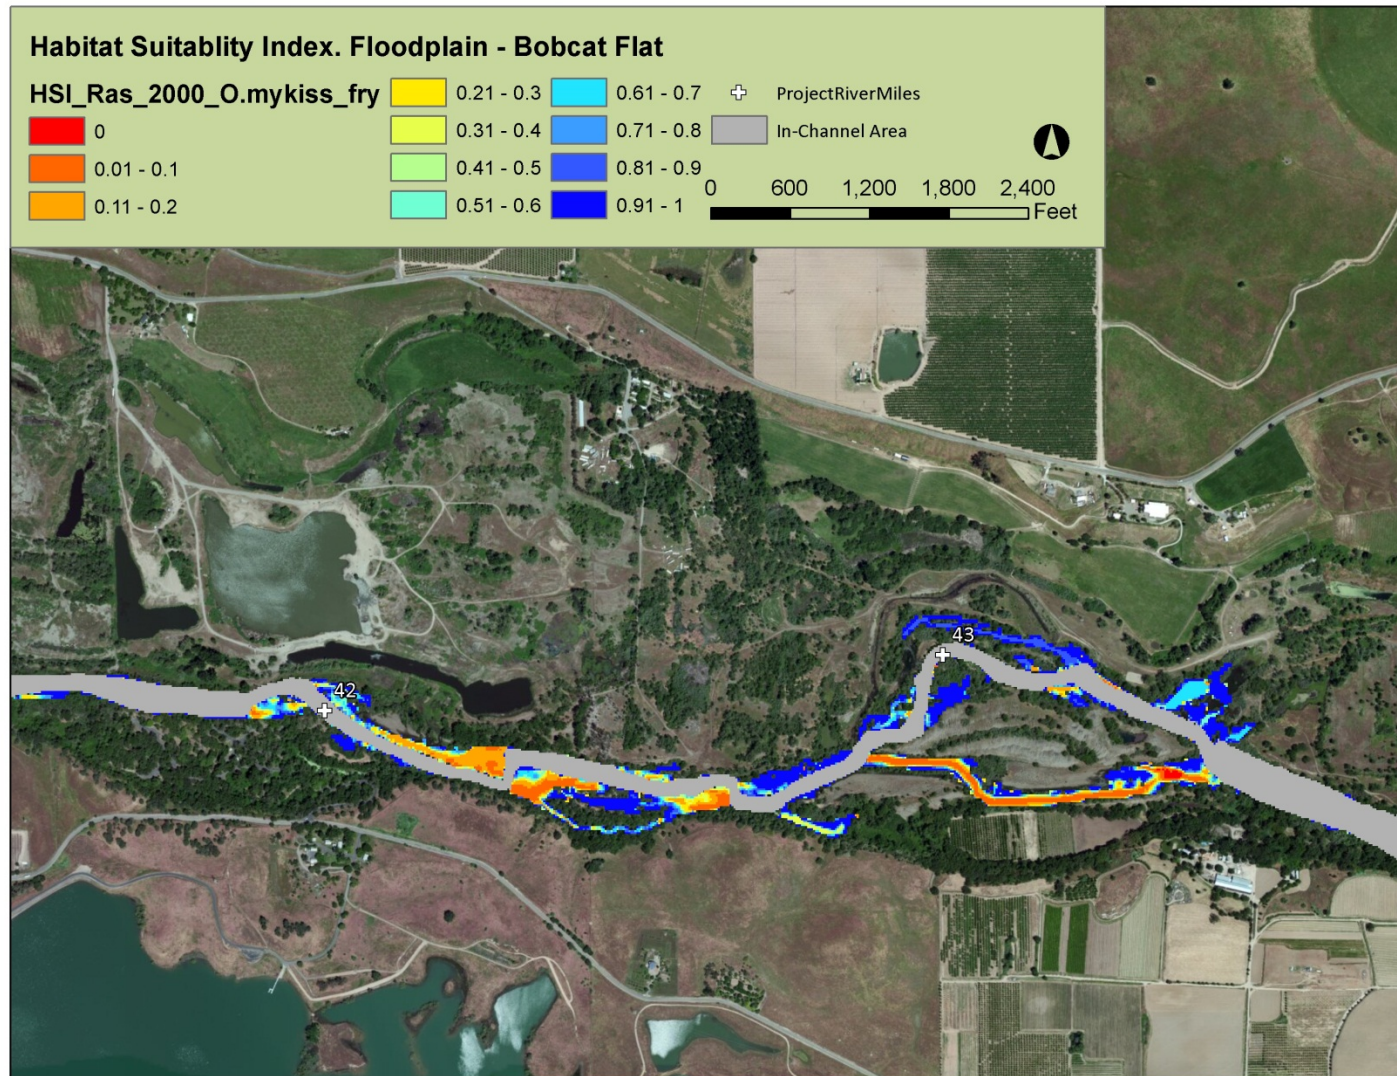 Habitat Suitablity Index. Floodplain - Bobcat Flat
HSI_Ras_2000_O.mykiss_fry
0
0.01 - 0.1
0.11 - 0.2
0.21 - 0.3
0.31 - 0.4
0.41 - 0.5
0.51 - 0.6
0.61 - 0.7
0.71 - 0.8
0.81 - 0.9
0.91 - 1
ProjectRiverMiles
In-Channel Area
0 600 1,200 1,800 2,400
Feet
43
42